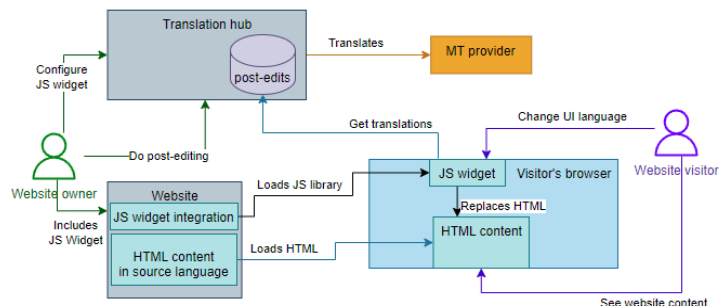 Translation hub
Translates
MT provider
post-edits
Configure
JS widget
Change UI language
Get translations
Do post-editing
Website owner
Website visitor
Website
Loads JS library
JS widget
Visitor's browser
Includes
JS Widget
JS widget integration
Replaces HTML
HTML content
in source language
Loads HTML
HTML content
See website content